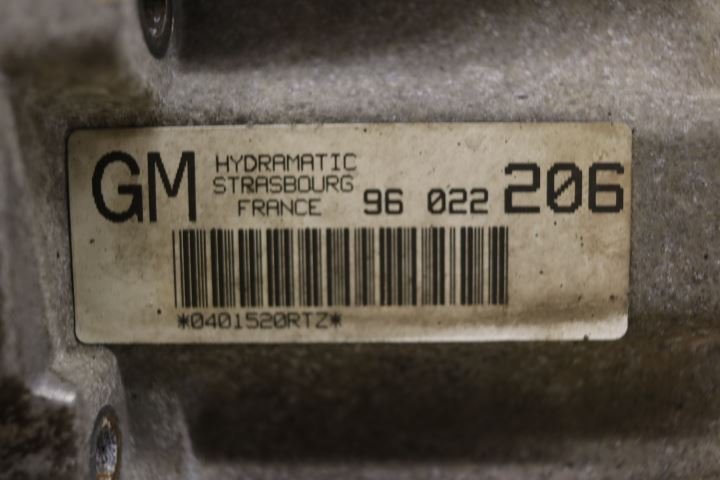 GM HYDRAMATIC
STRASBOURG
FRANCE 96 022 206
*0401520RTZ*